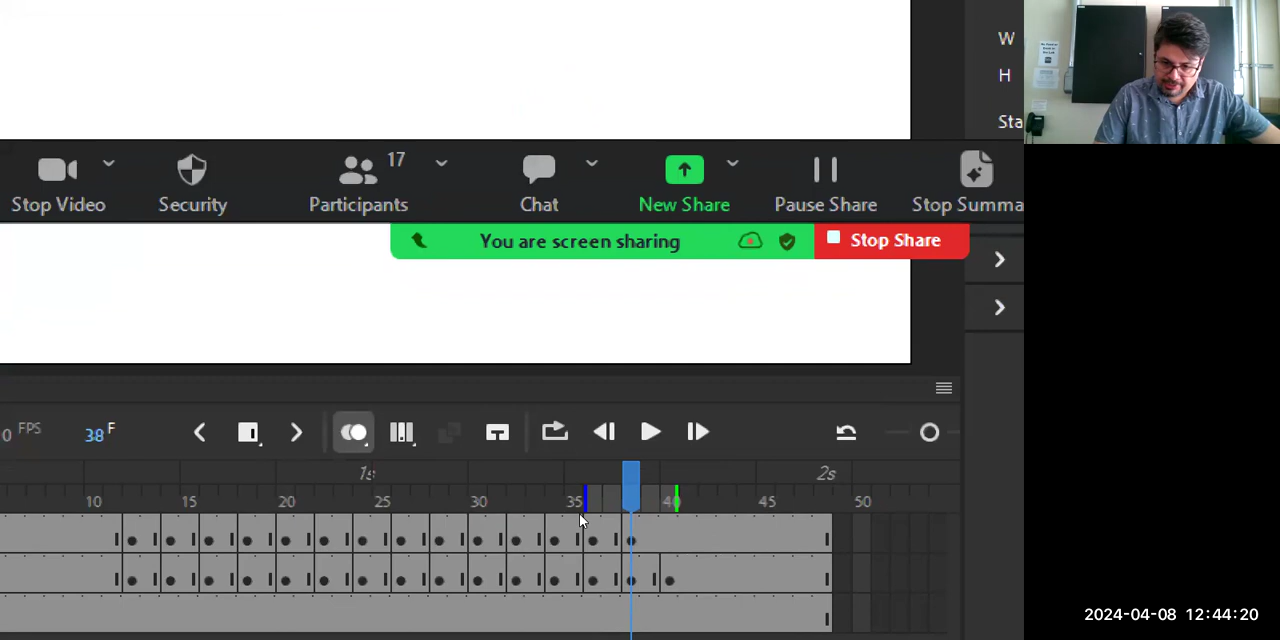 W
H
Sta
17
Stop Video
Security
Participants
Chat
New Share
Pause Share
Stop Summa
You are screen sharing
Stop Share
0 FPS
38 F
1s
2s
10
15
20
25
30
35
40
45
50
2024-04-08 12:44:20